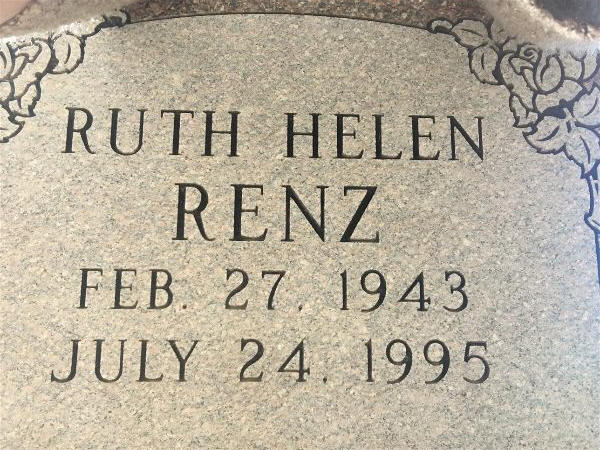 RUTH HELEN
RENZ
FEB. 27, 1943
JULY 24, 1995